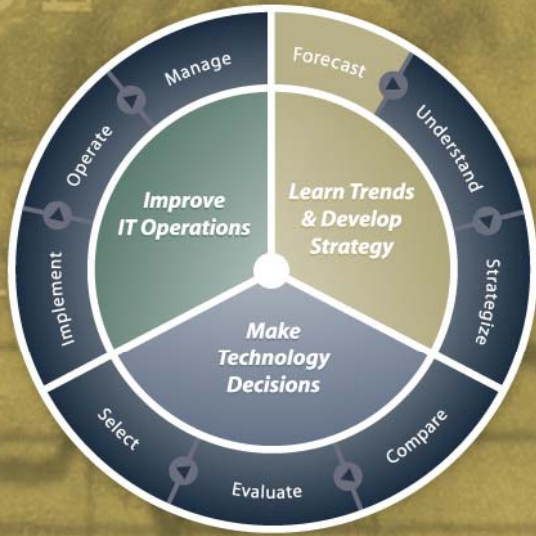 Forecast
Understand
Strategize
Compare
Evaluate
Select
Implement
Operate
Manage
Learn Trends
& Develop
Strategy
Make
Technology
Decisions
Improve
IT Operations